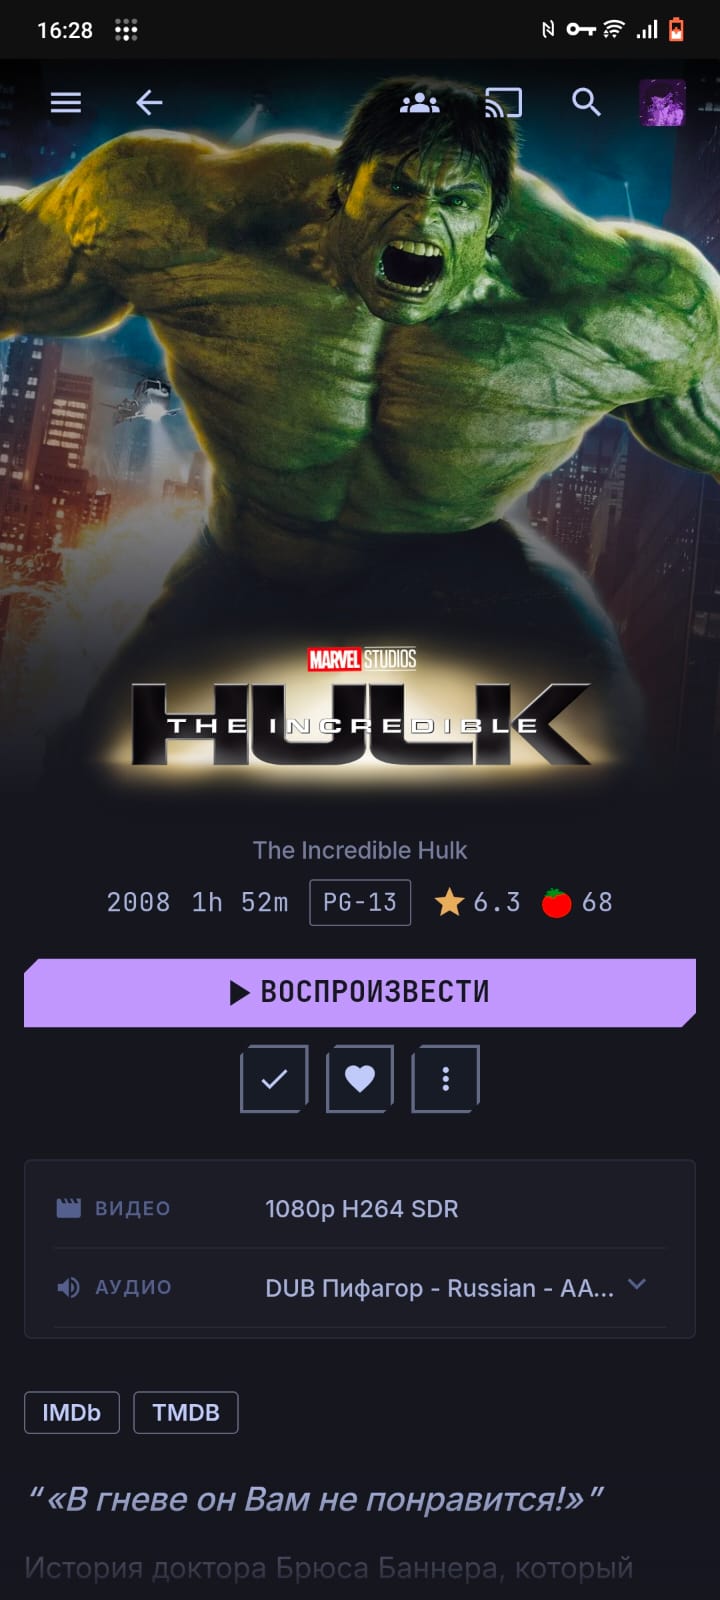 16:28
MARVEL STUDIOS
THE INCREDIBLE
HULK
The Incredible Hulk
2008 1h 52m PG-13 6.3 68
ВОСПРОИЗВЕСТИ
ВИДЕО 1080p H264 SDR
АУДИО DUB Пифагор - Russian - AA...
IMDb TMDB
“«В гневе он Вам не понравится!»”
История доктора Брюса Баннера, который